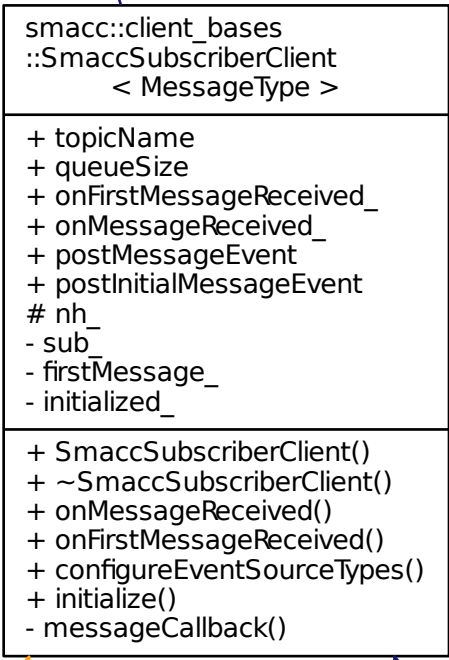 smacc::client_bases
::SmaccSubscriberClient
< MessageType >
+ topicName
+ queueSize
+ onFirstMessageReceived_
+ onMessageReceived_
+ postMessageEvent
+ postInitialMessageEvent
# nh_
- sub_
- firstMessage_
- initialized_
+ SmaccSubscriberClient()
+ ~SmaccSubscriberClient()
+ onMessageReceived()
+ onFirstMessageReceived()
+ configureEventSourceTypes()
+ initialize()
- messageCallback()